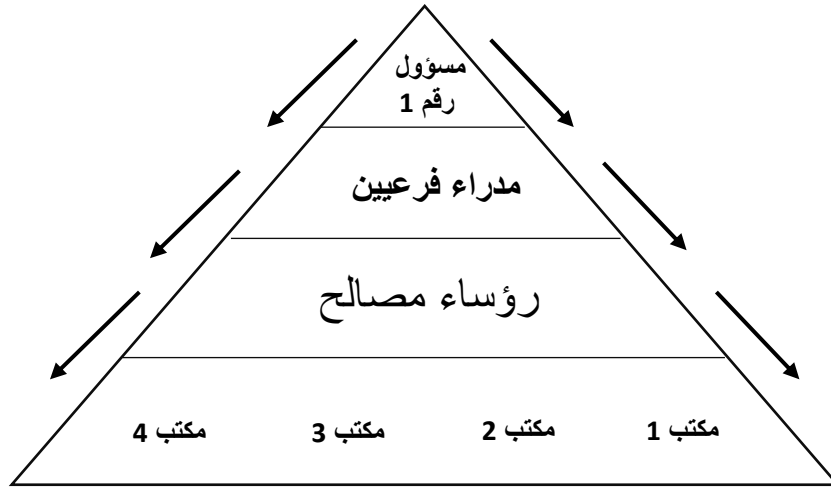 مسؤول
رقم 1
مدراء فرعيين
رؤساء مصالح
مكتب 1 مكتب 2 مكتب 3 مكتب 4